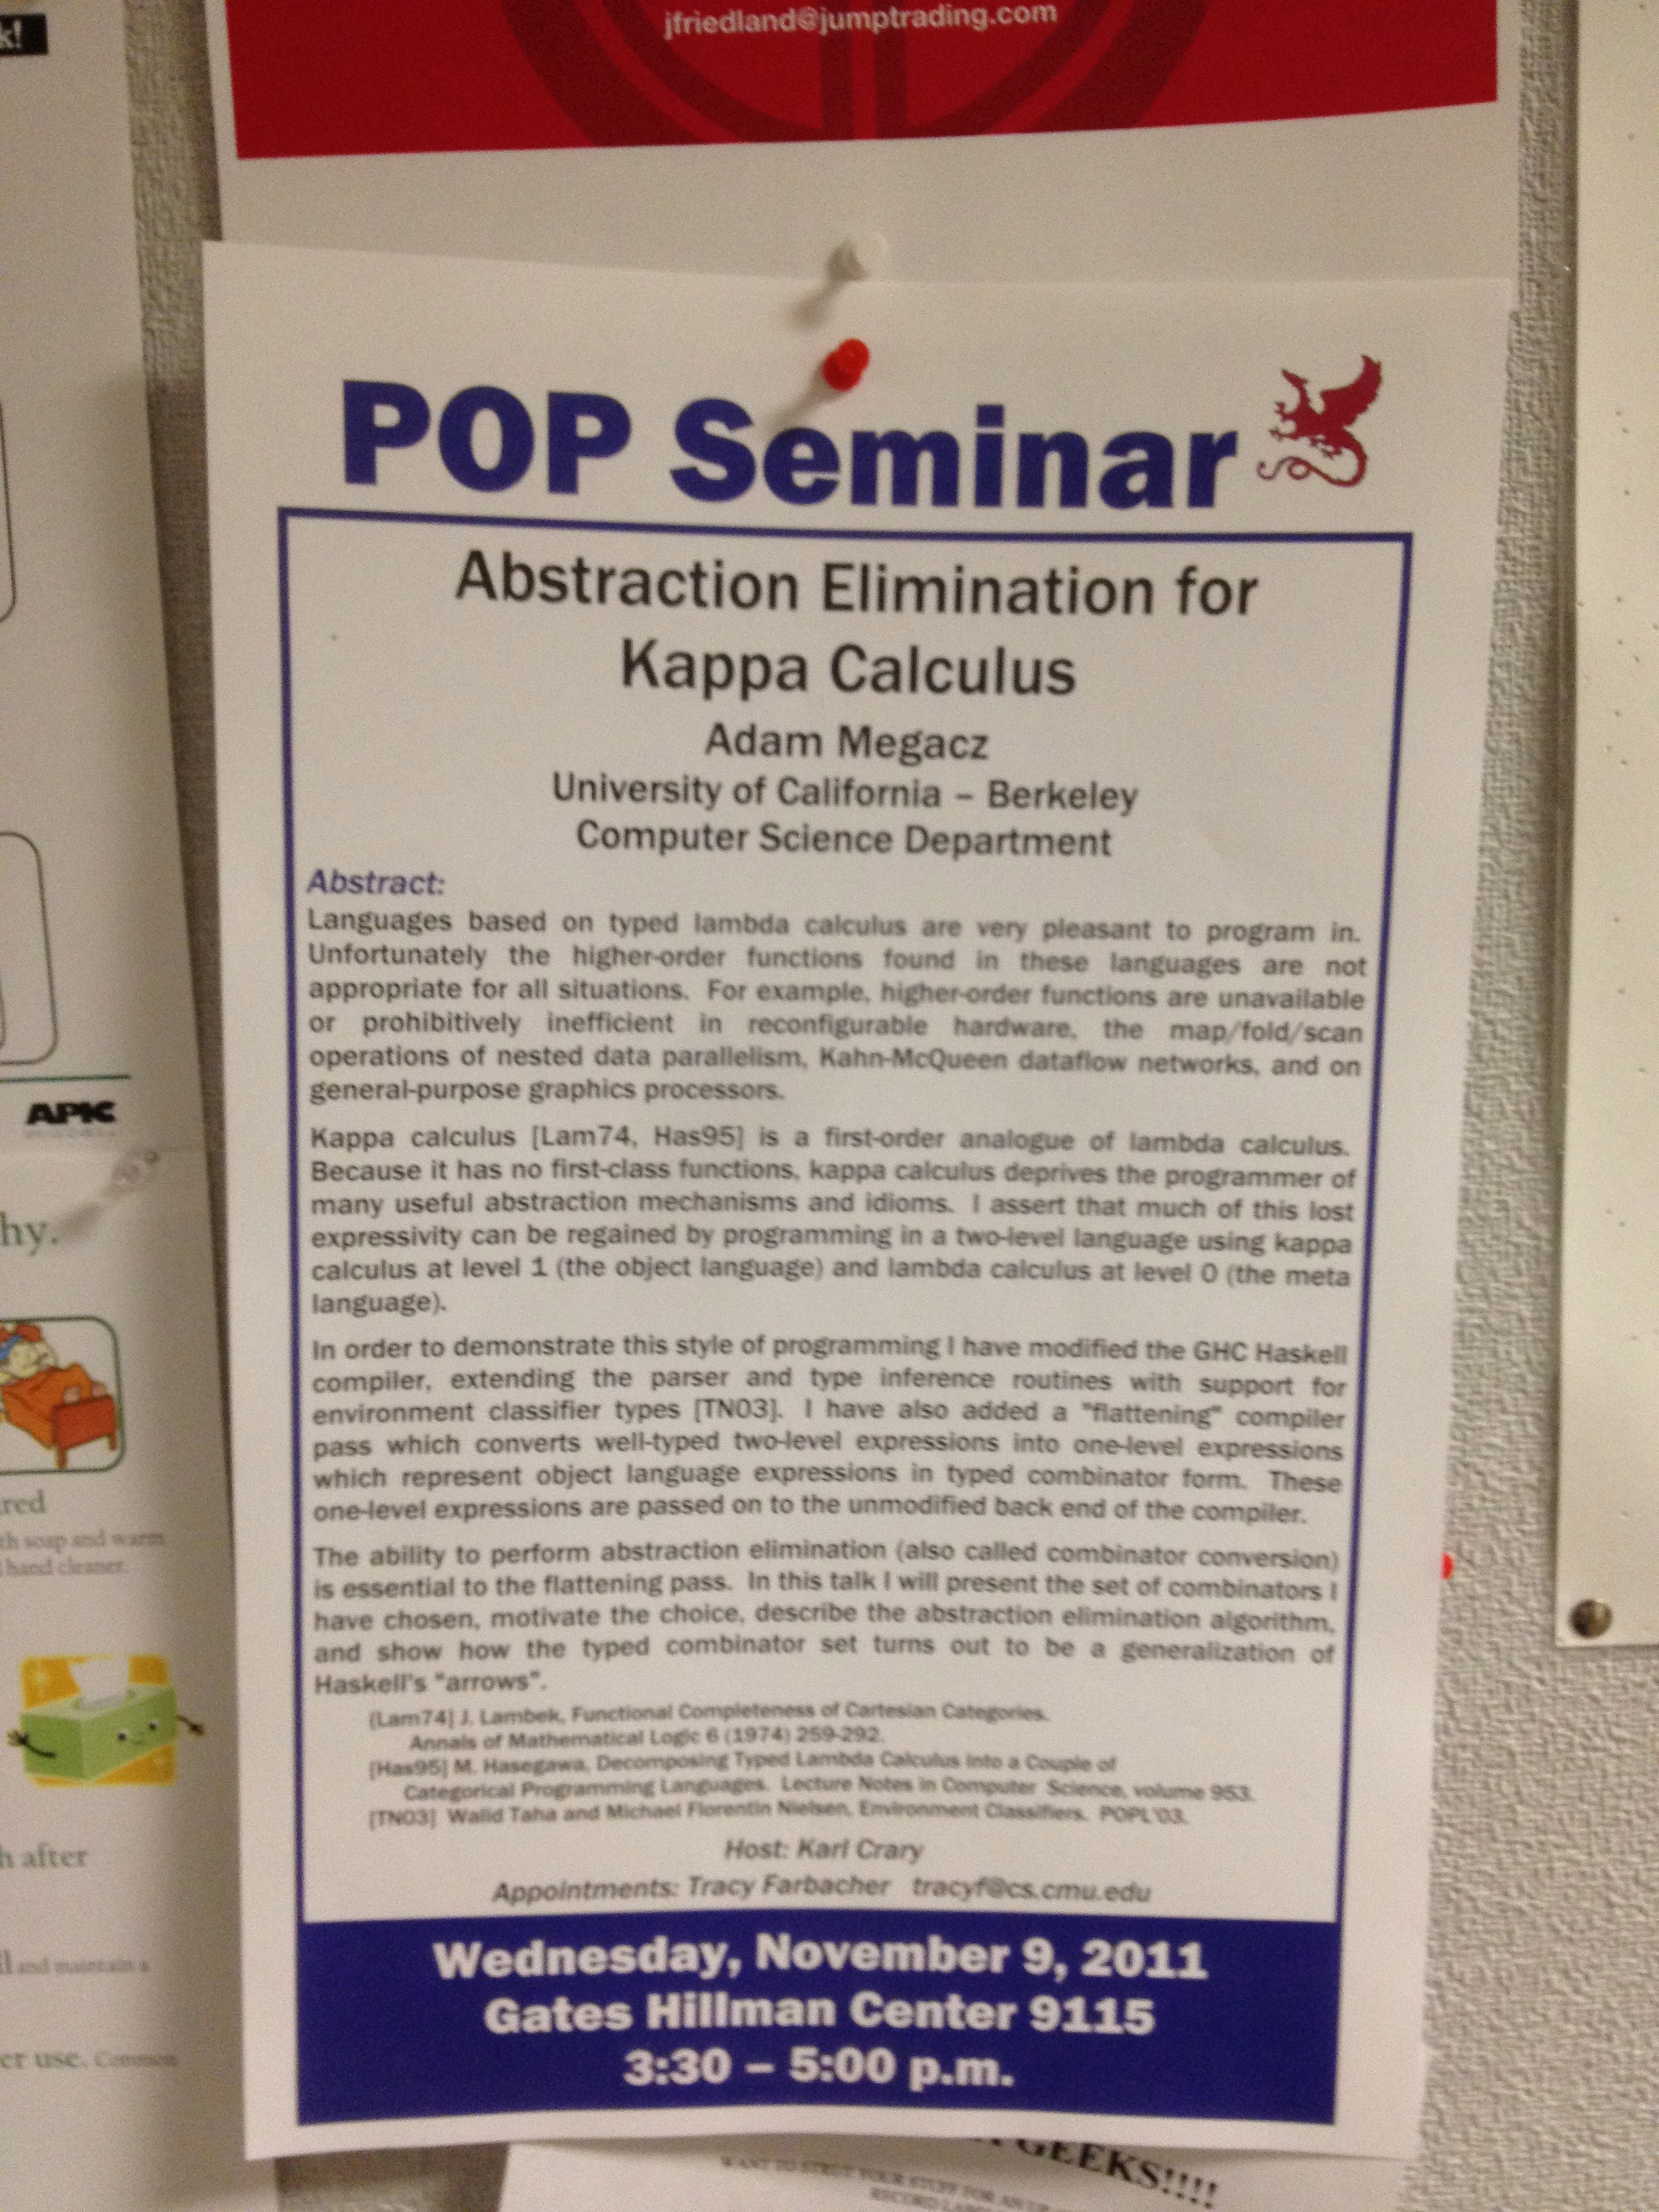 k!
jfriedland@jumptrading.com
POP Seminar
Abstraction Elimination for
Kappa Calculus
Adam Megacz
University of California – Berkeley
Computer Science Department
Abstract:
Languages based on typed lambda calculus are very pleasant to program in.
Unfortunately the higher-order functions found in these languages are not
appropriate for all situations. For example, higher-order functions are unavailable
or prohibitively inefficient in reconfigurable hardware, the map/fold/scan
operations of nested data parallelism, Kahn-McQueen dataflow networks, and on
general-purpose graphics processors.
Kappa calculus [Lam74, Has95] is a first-order analogue of lambda calculus.
Because it has no first-class functions, kappa calculus deprives the programmer of
many useful abstraction mechanisms and idioms. I assert that much of this lost
expressivity can be regained by programming in a two-level language using kappa
calculus at level 1 (the object language) and lambda calculus at level 0 (the meta
language).
In order to demonstrate this style of programming I have modified the GHC Haskell
compiler, extending the parser and type inference routines with support for
environment classifier types [TN03]. I have also added a "flattening" compiler
pass which converts well-typed two-level expressions into one-level expressions
which represent object language expressions in typed combinator form. These
one-level expressions are passed on to the unmodified back end of the compiler.
The ability to perform abstraction elimination (also called combinator conversion)
is essential to the flattening pass. In this talk I will present the set of combinators I
have chosen, motivate the choice, describe the abstraction elimination algorithm,
and show how the typed combinator set turns out to be a generalization of
Haskell's "arrows".
[Lam74] J. Lambek, Functional Completeness of Cartesian Categories.
Annals of Mathematical Logic 6 (1974) 259-292.
[Has95] M. Hasegawa, Decomposing Typed Lambda Calculus into a Couple of
Categorical Programming Languages. Lecture Notes in Computer Science, volume 953.
[TN03] Walid Taha and Michael Florentin Nielsen, Environment Classifiers. POPL'03.
Host: Karl Crary
Appointments: Tracy Farbacher tracyf@cs.cmu.edu
Wednesday, November 9, 2011
Gates Hillman Center 9115
3:30 – 5:00 p.m.
APIC
hy.
red
th soap and warm
hand cleaner.
h after
ll and maintain a
er use. Common
GEEKS!!!!
WANT TO STRUT YOUR STUFF FOR AN
RECORD